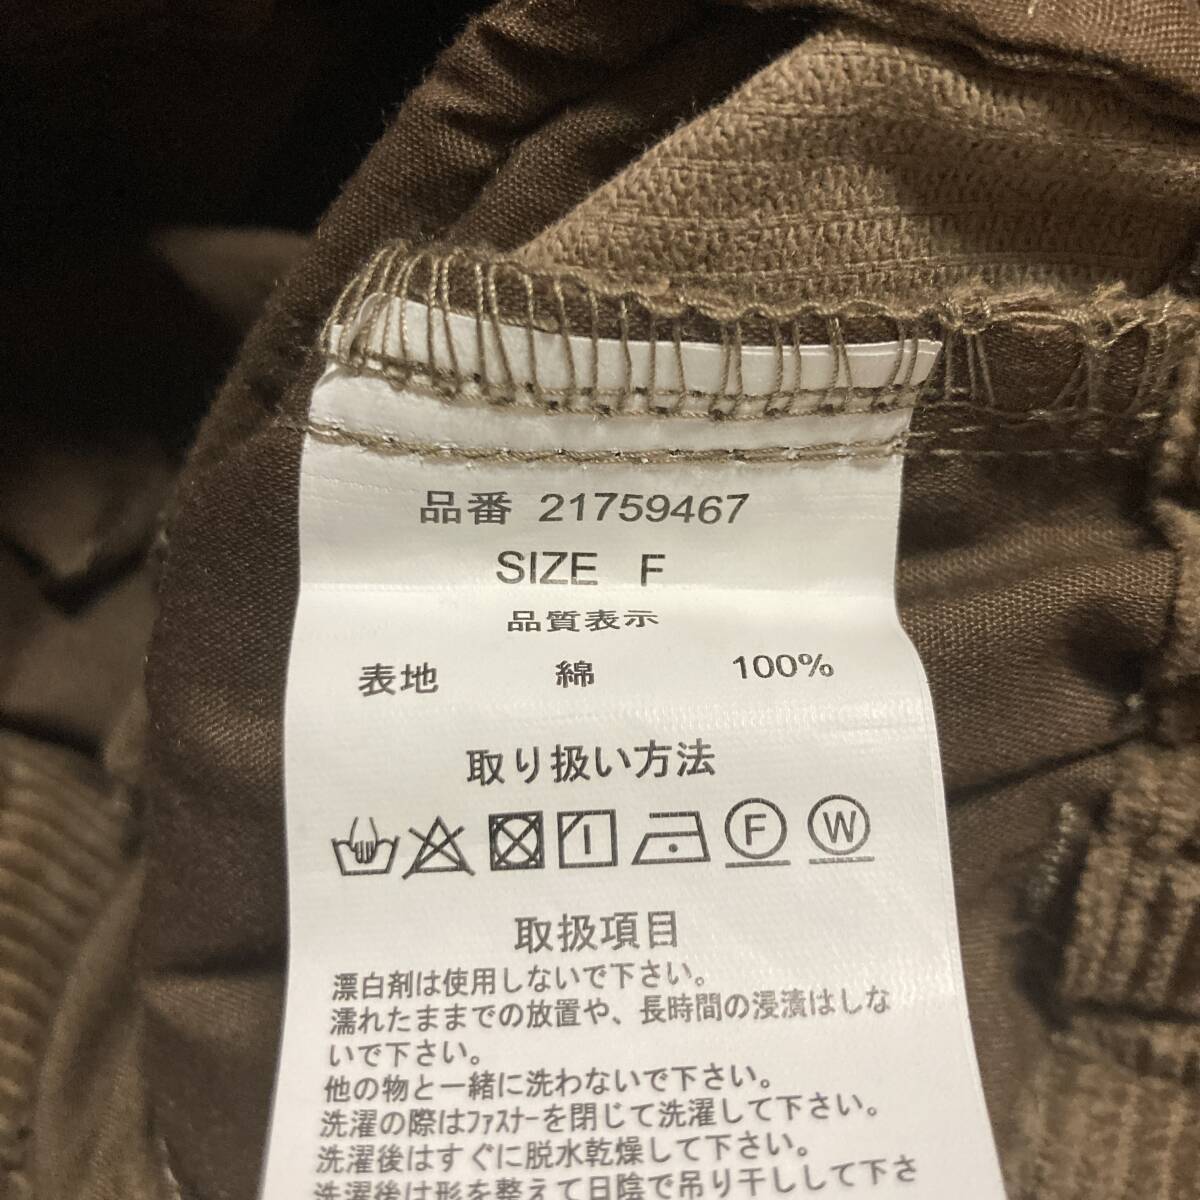 品番 21759467
SIZE F
品質表示
表地 綿 100%
取り扱い方法
F W
取扱項目
漂白剤は使用しないで下さい。
濡れたままでの放置や、長時間の浸漬はしな
いで下さい。
他の物と一緒に洗わないで下さい。
洗濯の際はﾌｧｽﾅｰを閉じて洗濯して下さい。
洗濯後はすぐに脱水乾燥して下さい。
洗濯後は形を整えて日陰で吊り干しして下さ